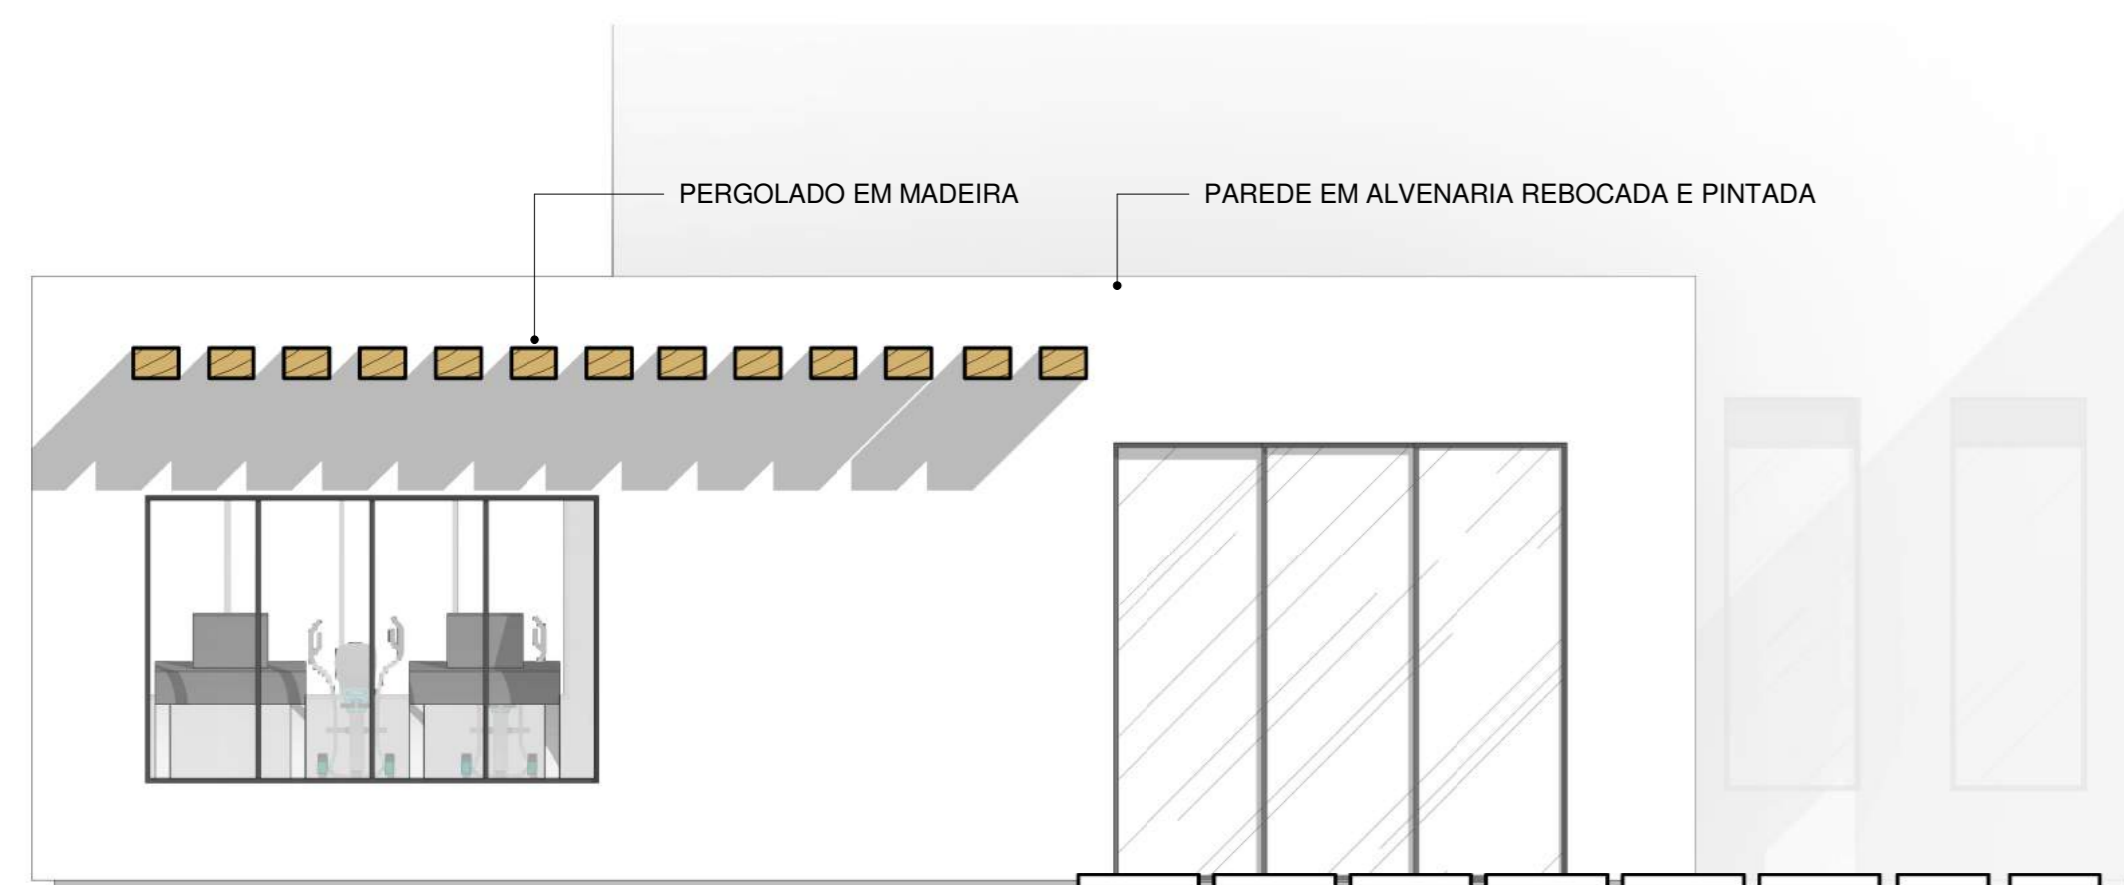 PERGOLADO EM MADEIRA
PAREDE EM ALVENARIA REBOCADA E PINTADA